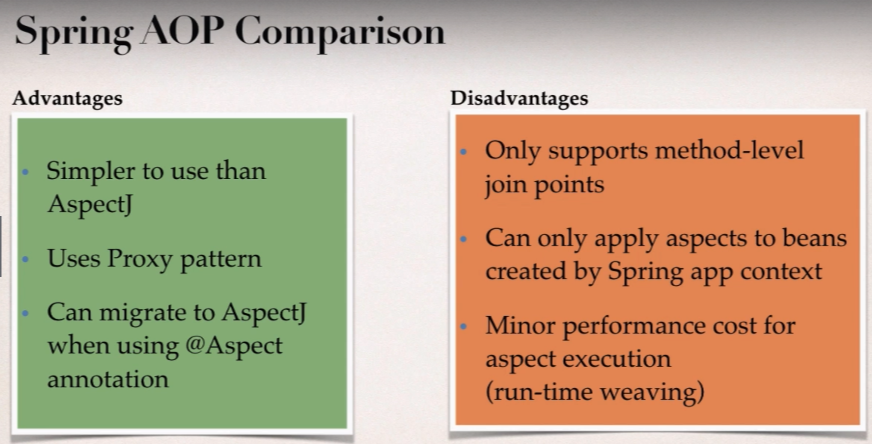 Spring AOP Comparison
Advantages
• Simpler to use than
AspectJ
• Uses Proxy pattern
• Can migrate to AspectJ
when using @Aspect
annotation
Disadvantages
• Only supports method-level
join points
• Can only apply aspects to beans
created by Spring app context
• Minor performance cost for
aspect execution
(run-time weaving)